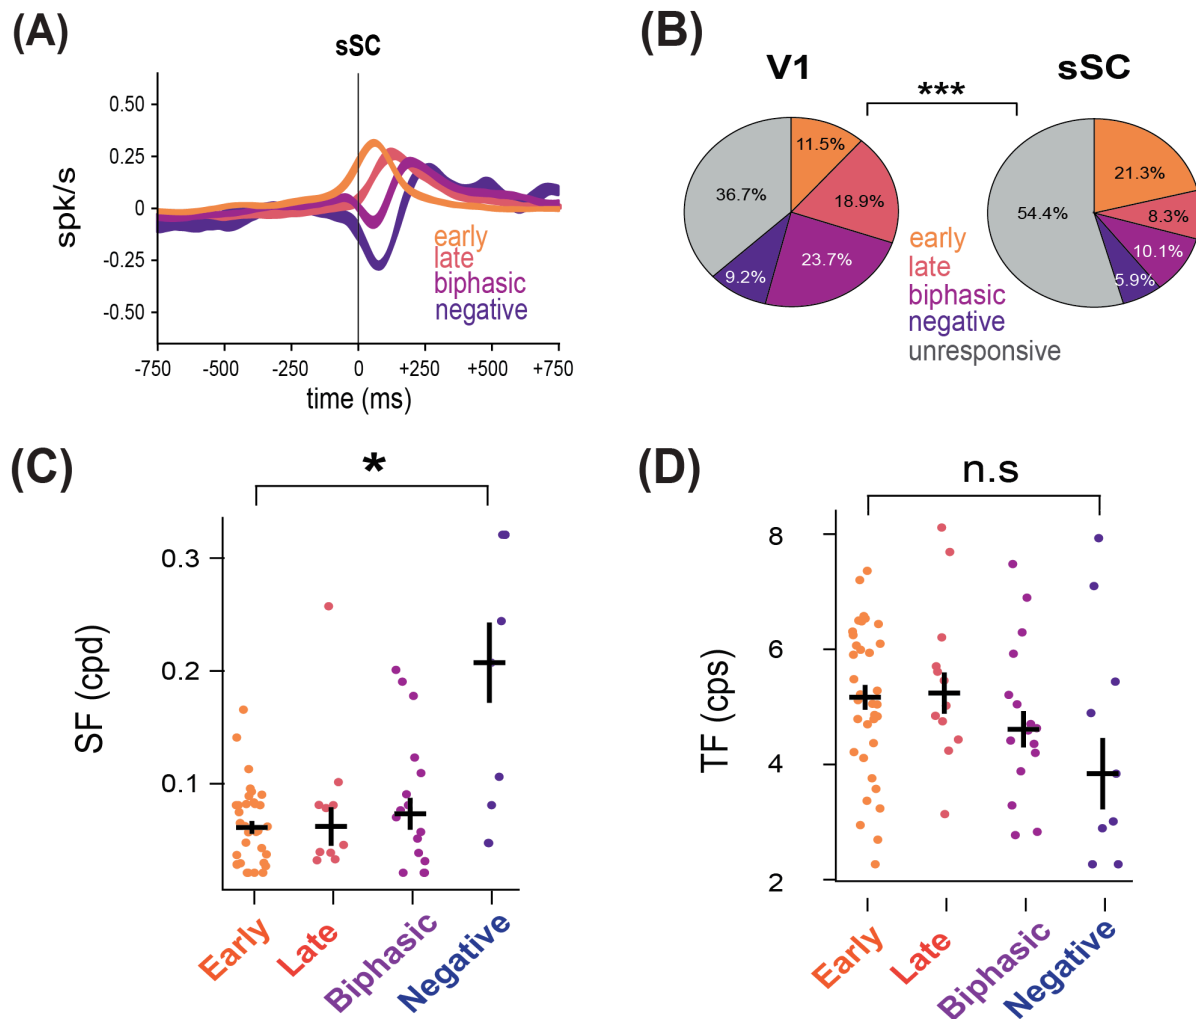 (A)
sSC
0.50
0.25
0
-0.25
-0.50
spk/s
early
late
biphasic
negative
-750 -500 -250 0 +250 +500 +750
time (ms)
(B)
V1
***
sSC
11.5%
18.9%
23.7%
9.2%
36.7%
early
late
biphasic
negative
unresponsive
21.3%
8.3%
10.1%
5.9%
54.4%
(C)
*
0.3
0.2
0.1
SF (cpd)
Early Late Biphasic Negative
(D)
n.s
8
6
4
2
TF (cps)
Early Late Biphasic Negative